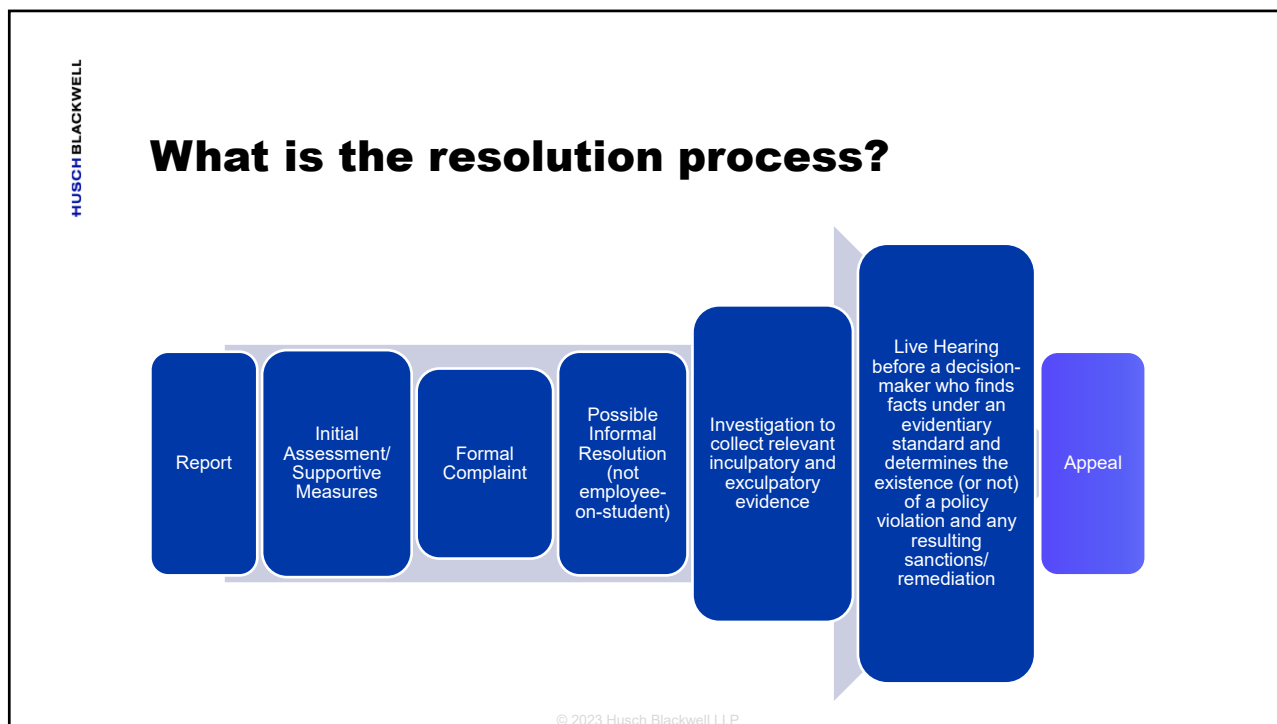 HUSCH BLACKWELL
What is the resolution process?
Report
Initial
Assessment/
Supportive
Measures
Formal
Complaint
Possible
Informal
Resolution
(not
employee-
on-student)
Investigation to
collect relevant
inculpatory and
exculpatory
evidence
Live Hearing
before a decision-
maker who finds
facts under an
evidentiary
standard and
determines the
existence (or not)
of a policy
violation and any
resulting
sanctions/
remediation
Appeal
© 2023 Husch Blackwell LLP